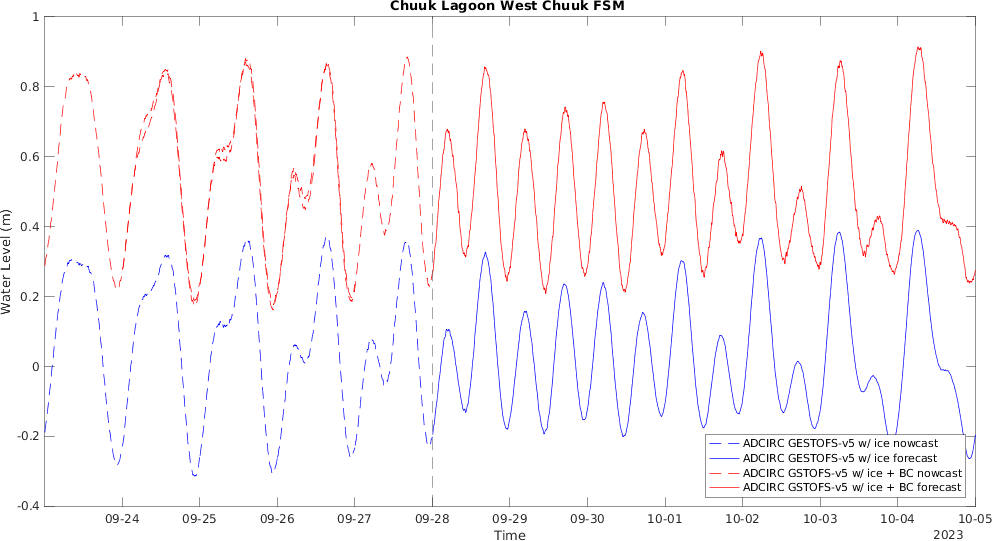 Chuuk Lagoon West Chuuk FSM
1
0.8
0.6
0.4
0.2
0
-0.2
-0.4
Water Level (m)
09-24 09-25 09-26 09-27 09-28 09-29 09-30 10-01 10-02 10-03 10-04 10-05
Time
2023
ADCIRC GESTOFS-v5 w/ ice nowcast
ADCIRC GESTOFS-v5 w/ ice forecast
ADCIRC GSTOFS-v5 w/ ice + BC nowcast
ADCIRC GSTOFS-v5 w/ ice + BC forecast